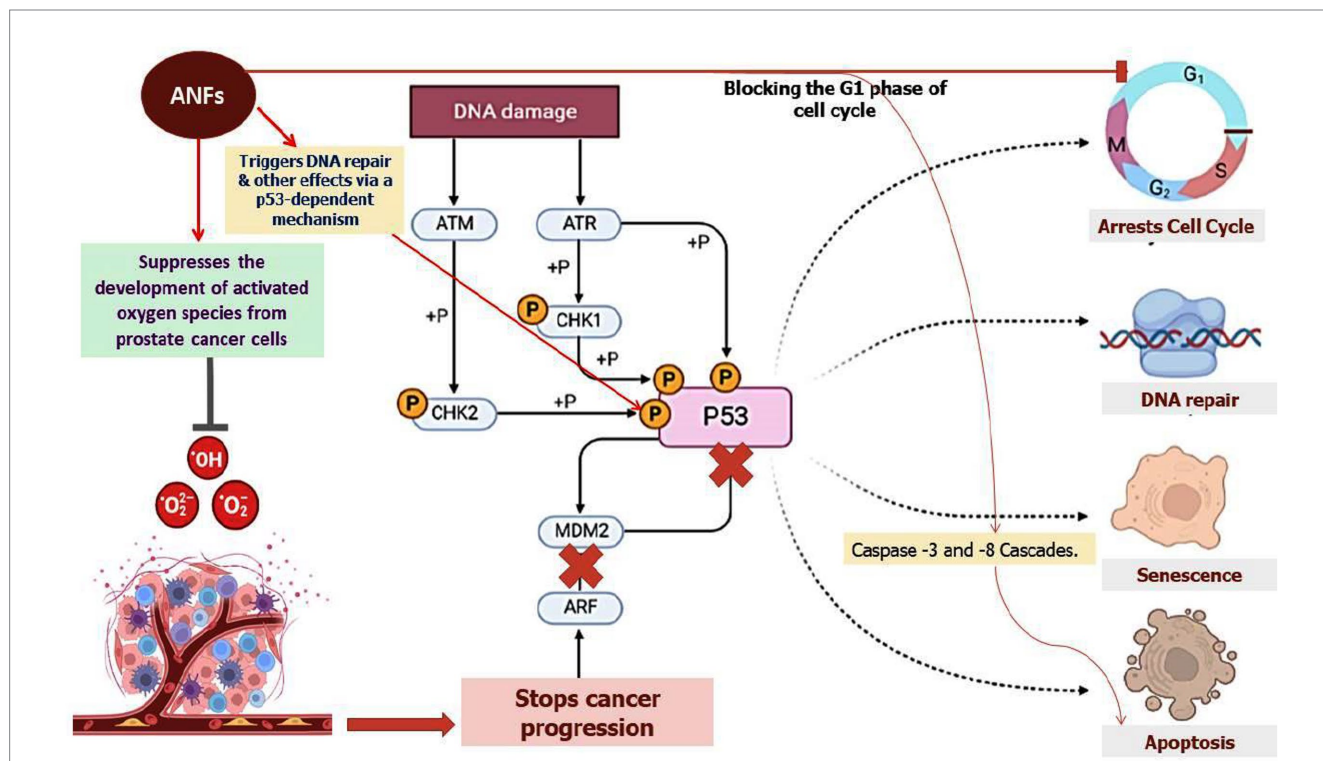 ANFs
Triggers DNA repair
& other effects via a
p53-dependent
mechanism
Suppresses the
development of activated
oxygen species from
prostate cancer cells
•OH
•O₂²⁻
•O₂⁻
DNA damage
ATM
ATR
+P
+P
+P
P
CHK1
+P
P
CHK2
+P
P
P
P
P53
MDM2
ARF
Stops cancer
progression
Blocking the G1 phase of
cell cycle
Caspase -3 and -8 Cascades.
G₁
M
S
G₂
Arrests Cell Cycle
DNA repair
Senescence
Apoptosis